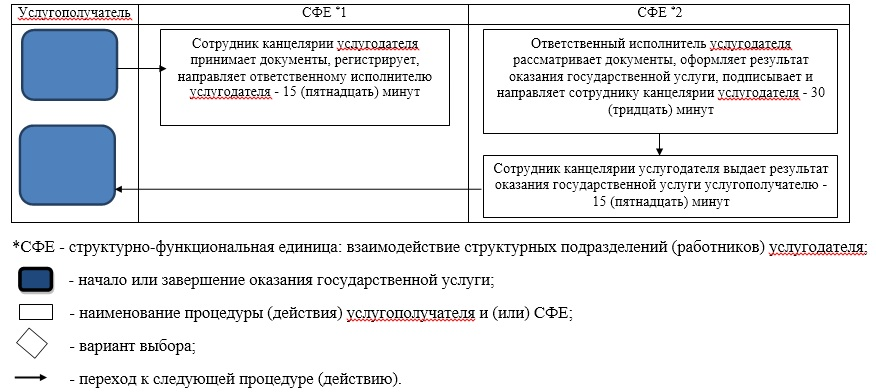 Услугополучатель
СФЕ *1
СФЕ *2
Сотрудник канцелярии услугодателя
принимает документы, регистрирует,
направляет ответственному исполнителю
услугодателя - 15 (пятнадцать) минут
Ответственный исполнитель услугодателя
рассматривает документы, оформляет результат
оказания государственной услуги, подписывает и
направляет сотруднику канцелярии услугодателя - 30
(тридцать) минут
Сотрудник канцелярии услугодателя выдает результат
оказания государственной услуги услугополучателю -
15 (пятнадцать) минут
*СФЕ - структурно-функциональная единица: взаимодействие структурных подразделений (работников) услугодателя;
- начало или завершение оказания государственной услуги;
- наименование процедуры (действия) услугополучателя и (или) СФЕ;
- вариант выбора;
- переход к следующей процедуре (действию).